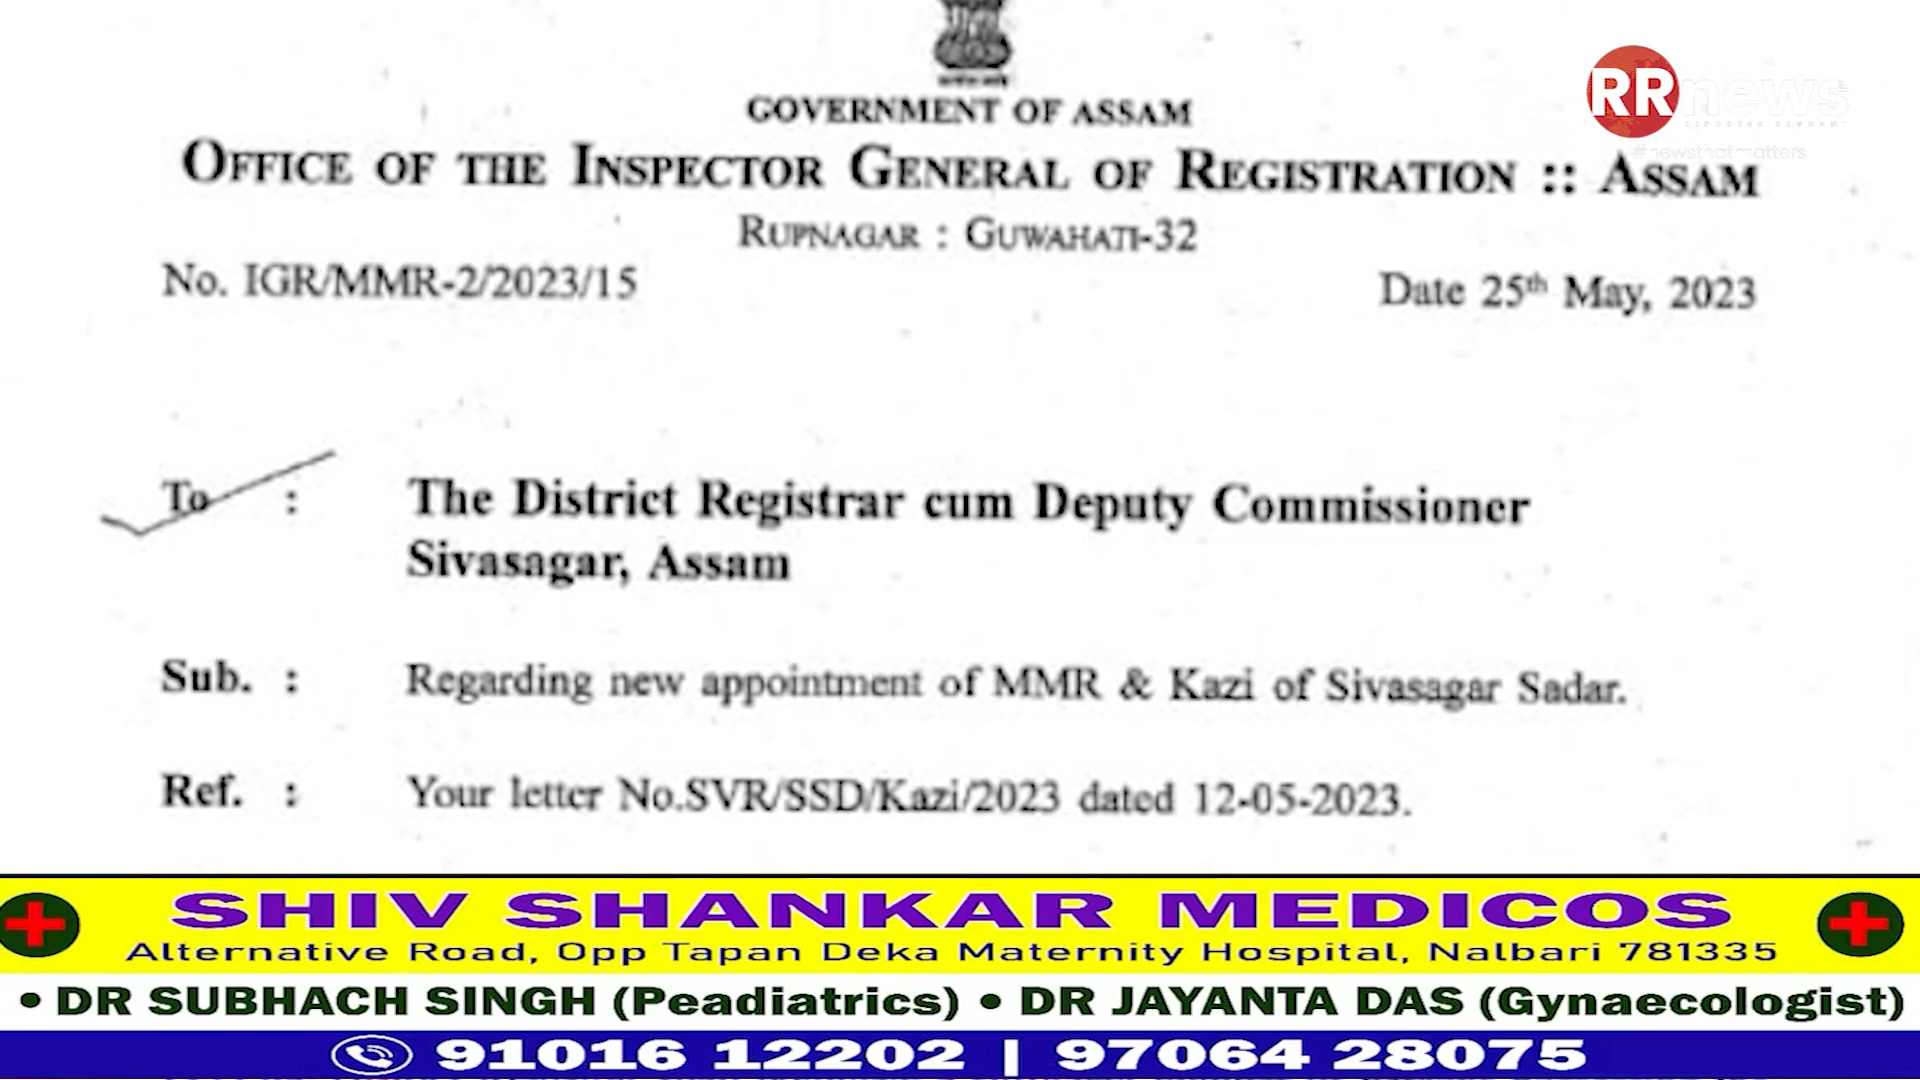 GOVERNMENT OF ASSAM
OFFICE OF THE INSPECTOR GENERAL OF REGISTRATION :: ASSAM
RUPNAGAR : GUWAHATI-32
No. IGR/MMR-2/2023/15
Date 25th May, 2023
To :
The District Registrar cum Deputy Commissioner
Sivasagar, Assam
Sub. : Regarding new appointment of MMR & Kazi of Sivasagar Sadar.
Ref. : Your letter No.SVR/SSD/Kazi/2023 dated 12-05-2023.
RRnews
#newsthatmatters
SHIV SHANKAR MEDICOS
Alternative Road, Opp Tapan Deka Maternity Hospital, Nalbari 781335
• DR SUBHACH SINGH (Peadiatrics) • DR JAYANTA DAS (Gynaecologist)
91016 12202 | 97064 28075